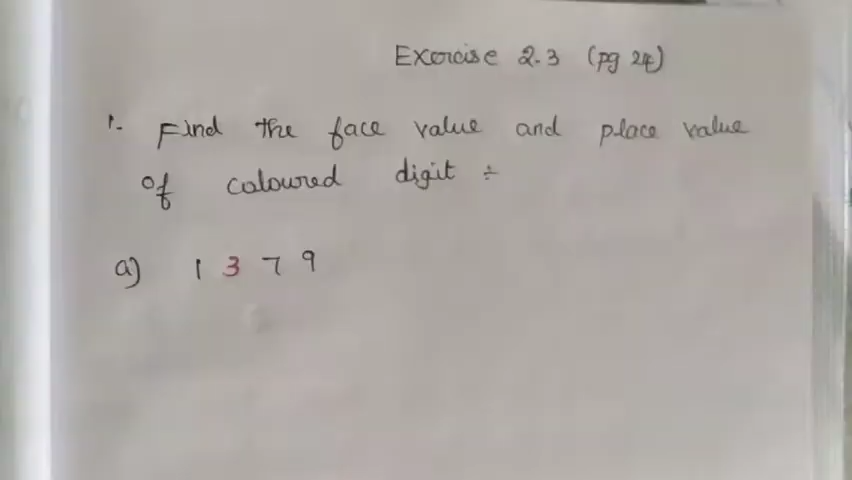 Exercise 2.3 (pg 24)
1. Find the face value and place value
of coloured digit ÷
a) 1 3 7 9